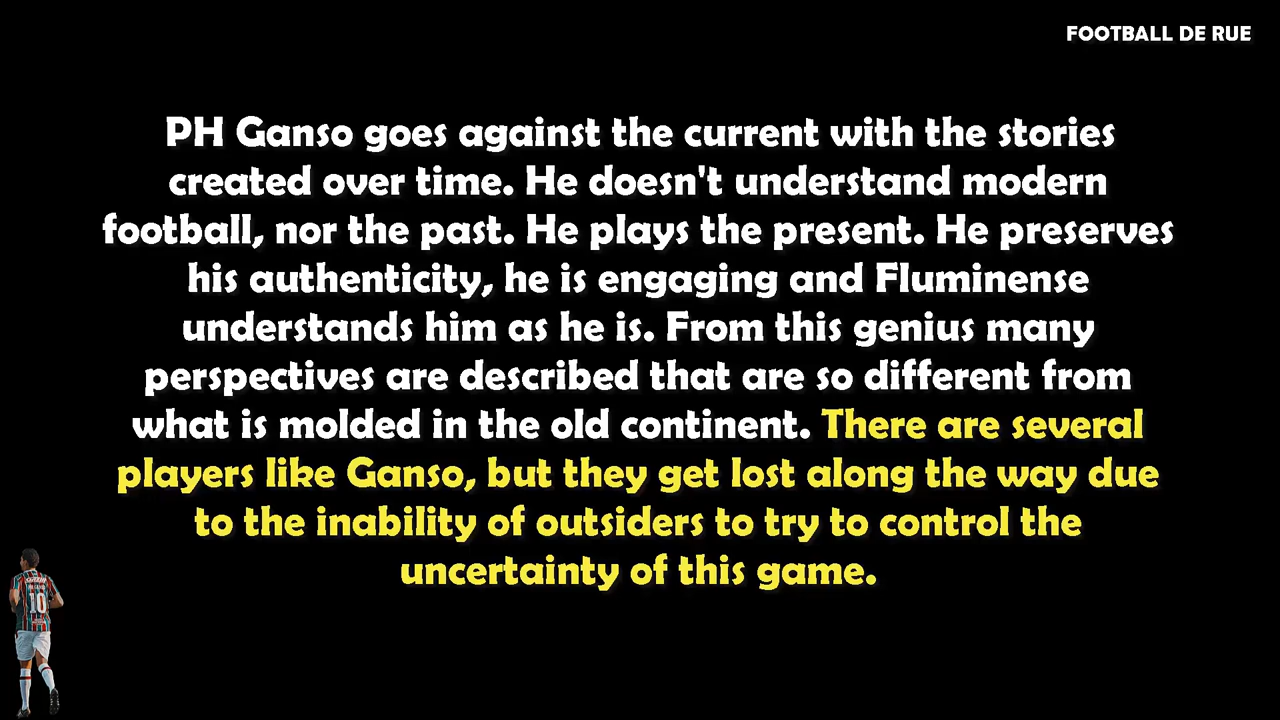 FOOTBALL DE RUE
PH Ganso goes against the current with the stories
created over time. He doesn't understand modern
football, nor the past. He plays the present. He preserves
his authenticity, he is engaging and Fluminense
understands him as he is. From this genius many
perspectives are described that are so different from
what is molded in the old continent. There are several
players like Ganso, but they get lost along the way due
to the inability of outsiders to try to control the
uncertainty of this game.
10